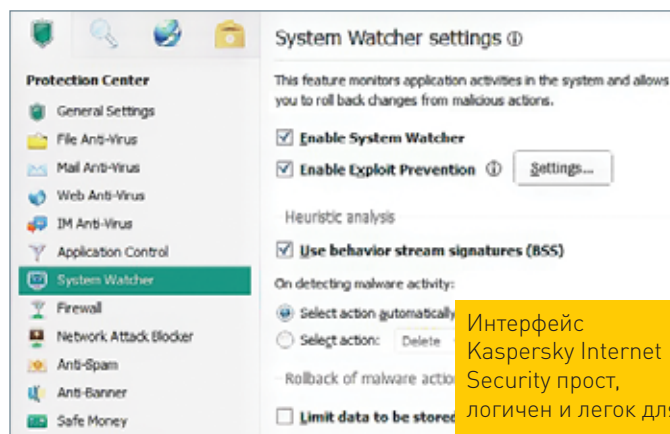 System Watcher settings
Protection Center
General Settings
File Anti-Virus
Mail Anti-Virus
Web Anti-Virus
IM Anti-Virus
Application Control
System Watcher
Firewall
Network Attack Blocker
Anti-Spam
Anti-Banner
Safe Money
This feature monitors application activities in the system and allows
you to roll back changes from malicious actions.
Enable System Watcher
Enable Exploit Prevention
Settings...
Heuristic analysis
Use behavior stream signatures (BSS)
On detecting malware activity:
Select action automatically
Select action: Delete
Rollback of malware actio
Limit data to be stored
Интерфейс
Kaspersky Internet
Security прост,
логичен и легок для